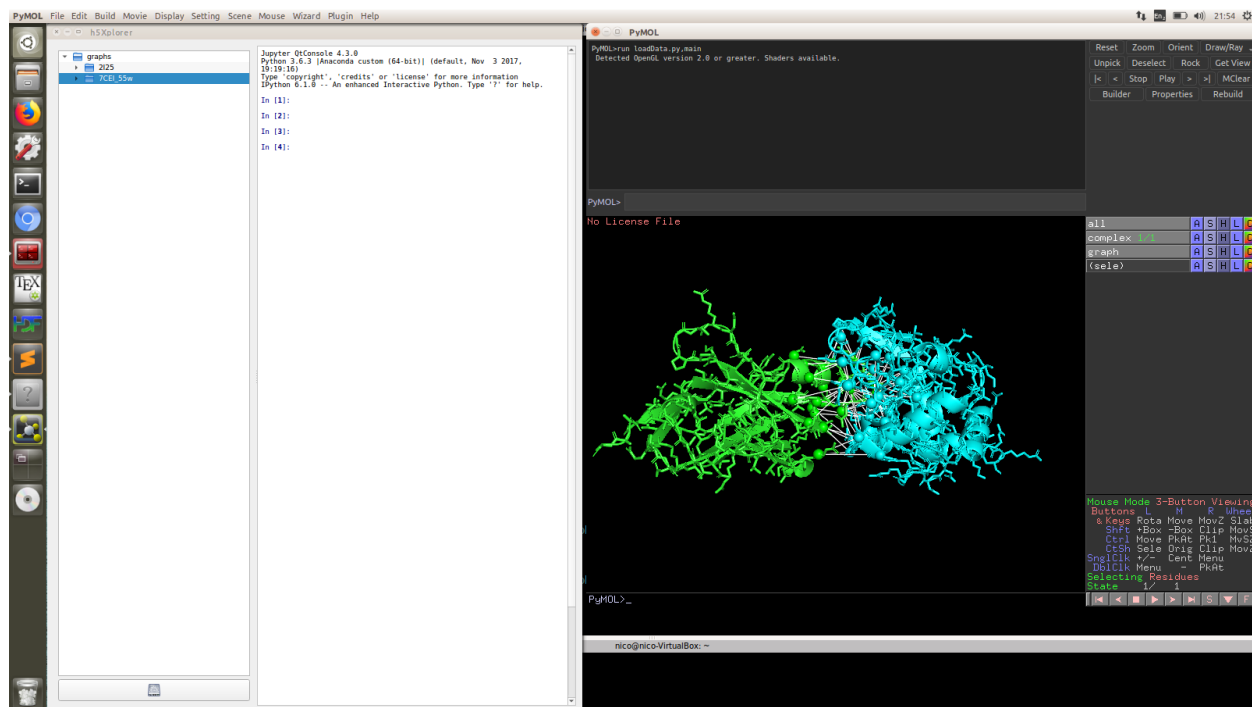 PyMOL File Edit Build Movie Display Setting Scene Mouse Wizard Plugin Help
21:54
h5Xplorer
graphs
2I25
7CEI_55w
Jupyter QtConsole 4.3.0
Python 3.6.3 |Anaconda custom (64-bit)| (default, Nov  3 2017,
19:19:16)
Type 'copyright', 'credits' or 'license' for more information
IPython 6.1.0 -- An enhanced Interactive Python. Type '?' for help.
In [1]:
In [2]:
In [3]:
In [4]:
PyMOL
PyMOL>run loadData.py,main
Detected OpenGL version 2.0 or greater. Shaders available.
Reset Zoom Orient Draw/Ray
Unpick Deselect Rock Get View
|< < Stop Play > >| MClear
Builder Properties Rebuild
PyMOL>
No License File
all A S H L
complex 1/1 A S H L
graph A S H L
(sele) A S H L
Mouse Mode 3-Button Viewing
Buttons L M R Whee
& Keys Rota Move MovZ Slab
Shft +Box -Box Clip MovS
Ctrl Move PkAt Pk1 MvSZ
CtSh Sele Orig Clip MovZ
SnglClk +/- Cent Menu
DblClk Menu - PkAt
Selecting Residues
State 1/ 1
PyMOL>_
S F
nico@nico-VirtualBox: ~
TEX
HDF